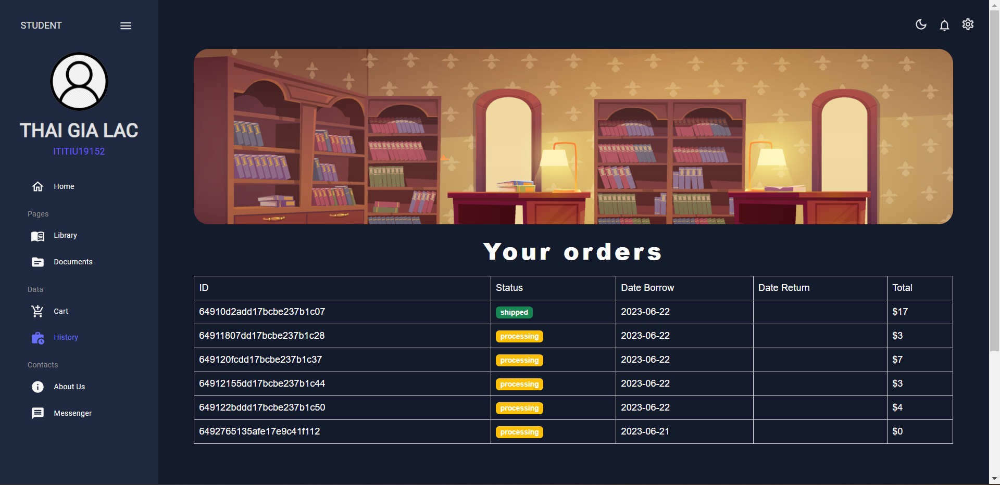 STUDENT
THAI GIA LAC
ITITIU19152
Home
Pages
Library
Documents
Data
Cart
History
Contacts
About Us
Messenger
Your orders
ID Status Date Borrow Date Return Total
64910d2add17bcbe237b1c07 shipped 2023-06-22 $17
64911807dd17bcbe237b1c28 processing 2023-06-22 $3
649120fcdd17bcbe237b1c37 processing 2023-06-22 $7
64912155dd17bcbe237b1c44 processing 2023-06-22 $3
649122bddd17bcbe237b1c50 processing 2023-06-22 $4
6492765135afe17e9c41f112 processing 2023-06-21 $0